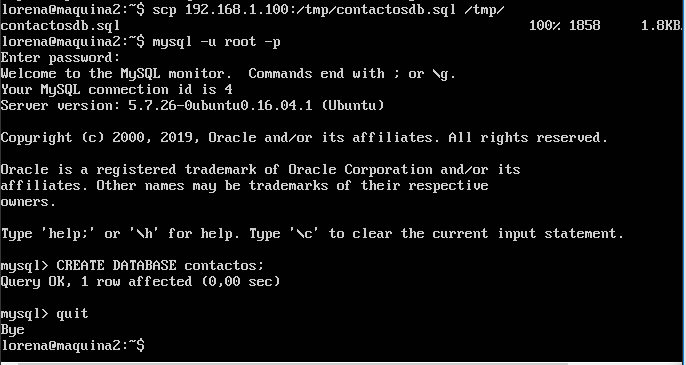 lorena@maquina2:~$ scp 192.168.1.100:/tmp/contactosdb.sql /tmp/
contactosdb.sql 100% 1858 1.8KB
lorena@maquina2:~$ mysql -u root -p
Enter password:
Welcome to the MySQL monitor.  Commands end with ; or \g.
Your MySQL connection id is 4
Server version: 5.7.26-0ubuntu0.16.04.1 (Ubuntu)
Copyright (c) 2000, 2019, Oracle and/or its affiliates. All rights reserved.
Oracle is a registered trademark of Oracle Corporation and/or its
affiliates. Other names may be trademarks of their respective
owners.
Type 'help;' or '\h' for help. Type '\c' to clear the current input statement.
mysql> CREATE DATABASE contactos;
Query OK, 1 row affected (0,00 sec)
mysql> quit
Bye
lorena@maquina2:~$